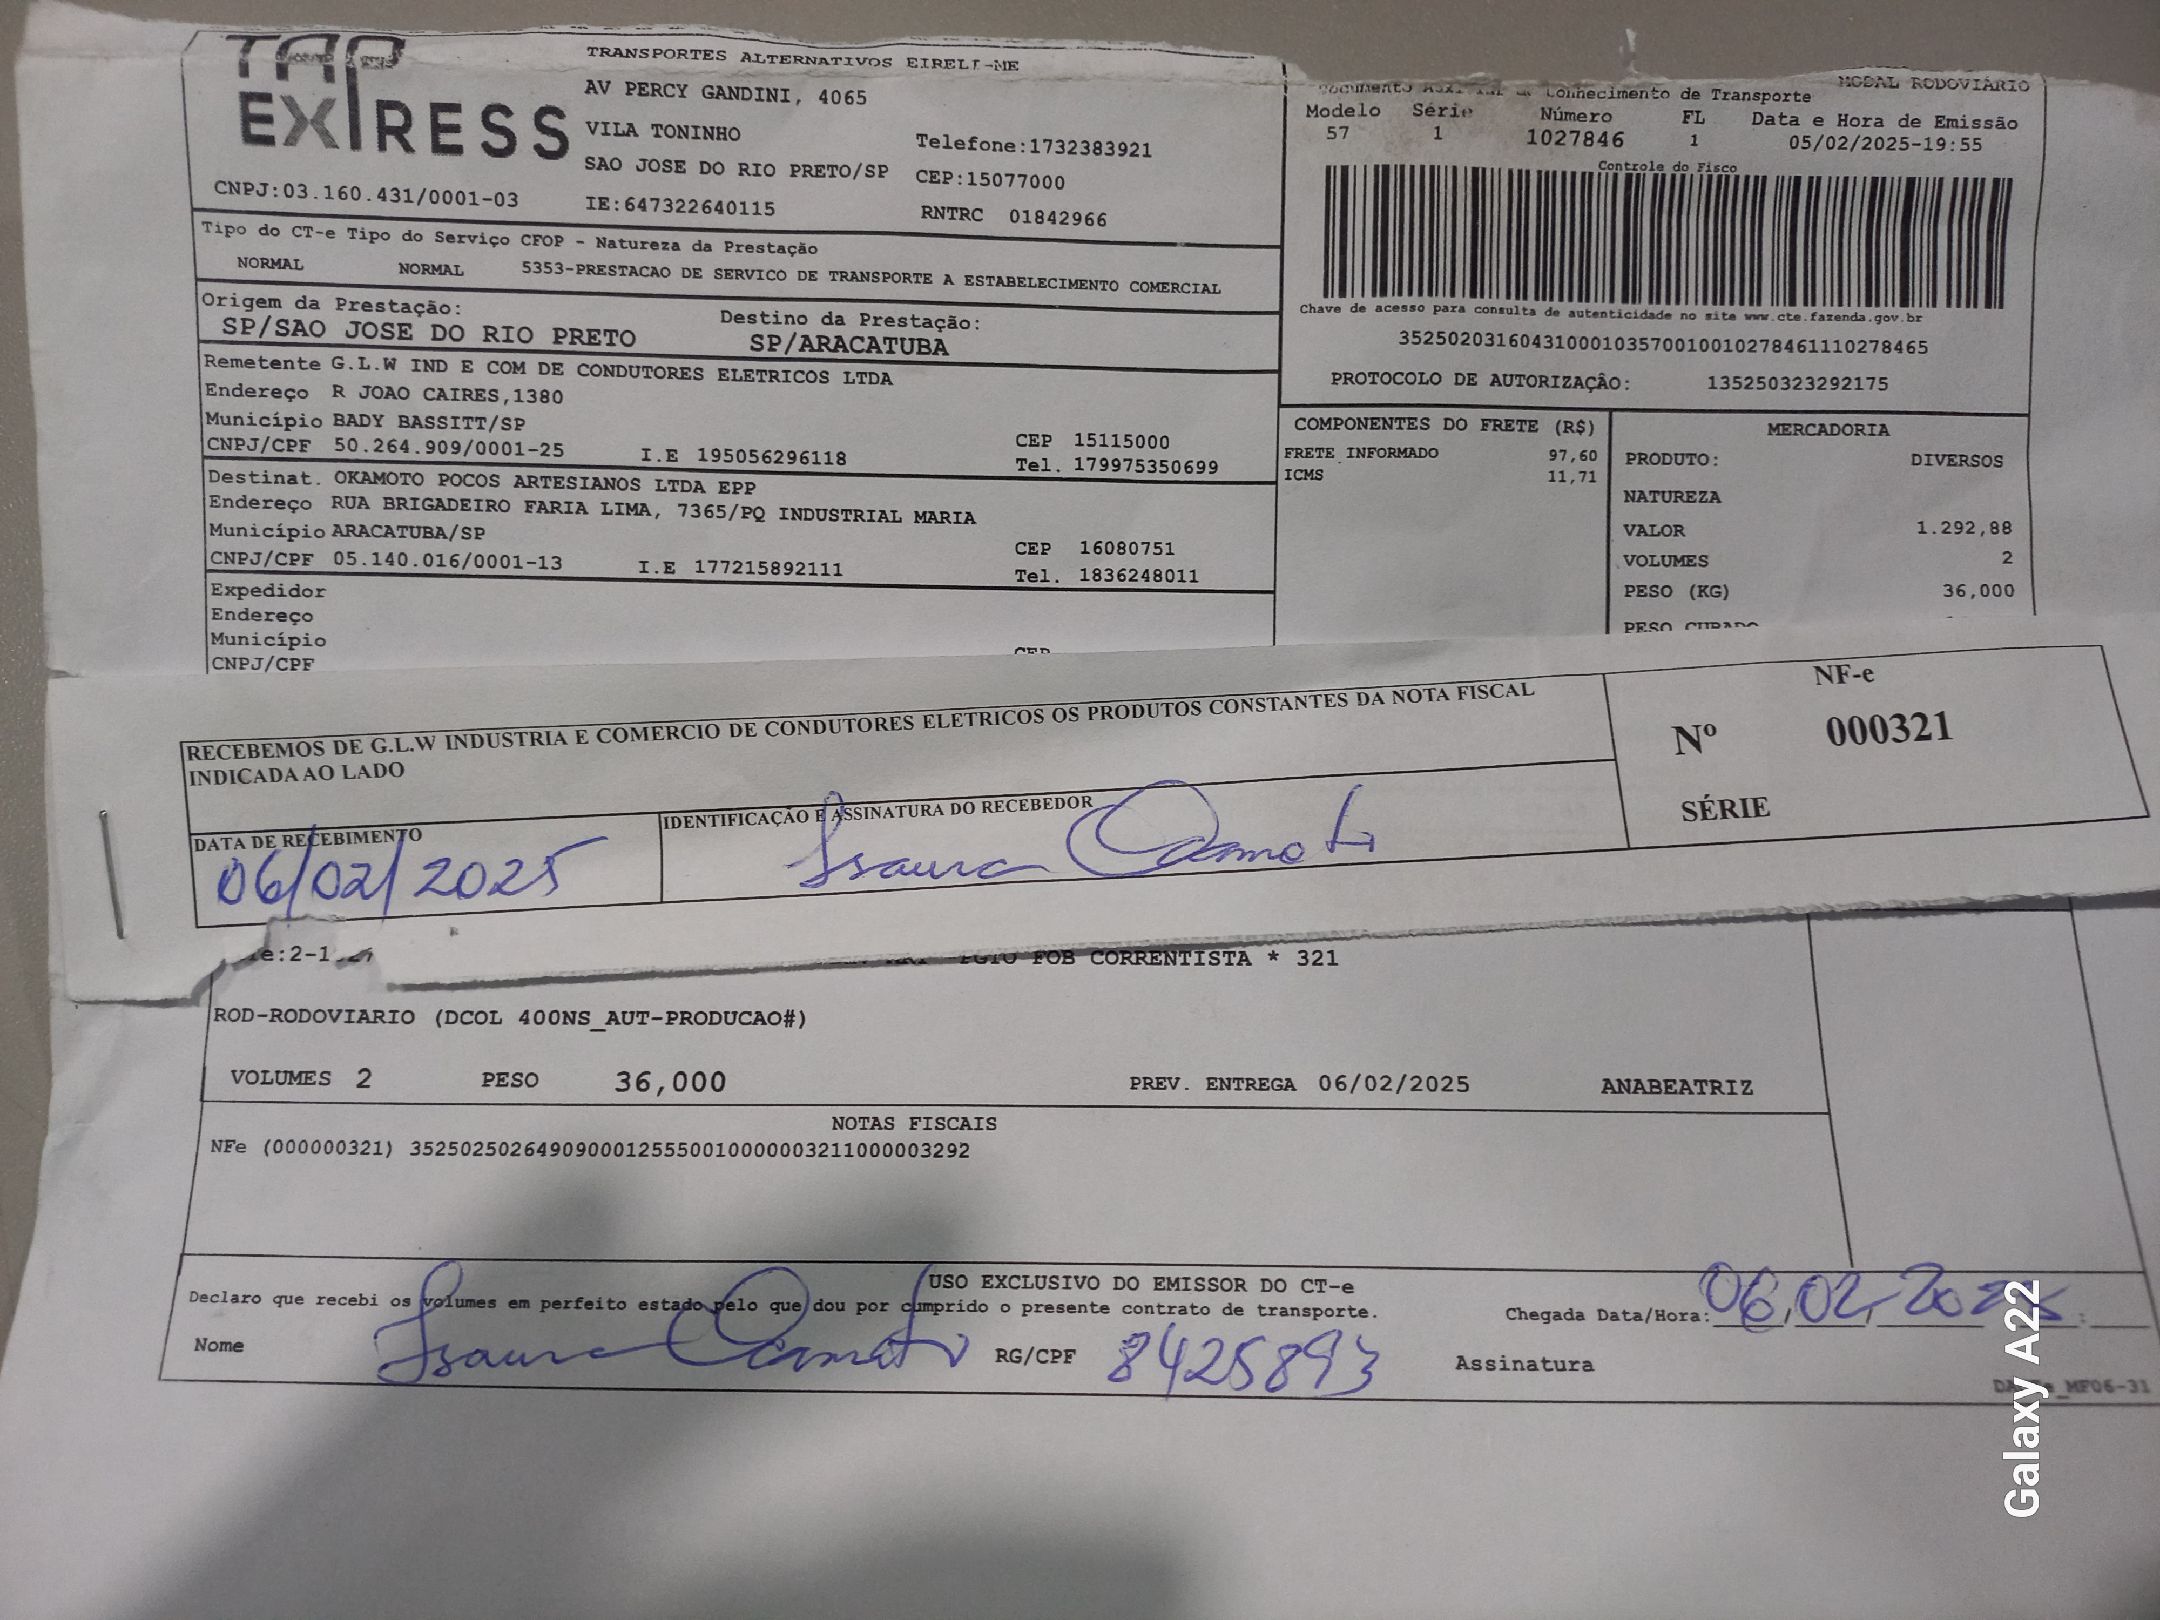 TAP
EXPRESS
TRANSPORTES ALTERNATIVOS EIRELI-ME
AV PERCY GANDINI, 4065
VILA TONINHO
Telefone:1732383921
SAO JOSE DO RIO PRETO/SP CEP:15077000
CNPJ:03.160.431/0001-03 IE:647322640115 RNTRC 01842966
Tipo do CT-e Tipo do Serviço CFOP - Natureza da Prestação
NORMAL NORMAL 5353-PRESTACAO DE SERVICO DE TRANSPORTE A ESTABELECIMENTO COMERCIAL
Origem da Prestação: Destino da Prestação:
SP/SAO JOSE DO RIO PRETO SP/ARACATUBA
Remetente G.L.W IND E COM DE CONDUTORES ELETRICOS LTDA
Endereço R JOAO CAIRES,1380
Município BADY BASSITT/SP CEP 15115000
CNPJ/CPF 50.264.909/0001-25 I.E 195056296118 Tel. 179975350699
Destinat. OKAMOTO POCOS ARTESIANOS LTDA EPP
Endereço RUA BRIGADEIRO FARIA LIMA, 7365/PQ INDUSTRIAL MARIA
Município ARACATUBA/SP CEP 16080751
CNPJ/CPF 05.140.016/0001-13 I.E 177215892111 Tel. 1836248011
Expedidor
Endereço
Município
CNPJ/CPF CEP
MODAL RODOVIÁRIO
Documento Conhecimento de Transporte
Modelo Série Número FL Data e Hora de Emissão
57 1 1027846 1 05/02/2025-19:55
Controle do Fisco
Chave de acesso para consulta de autenticidade no site www.cte.fazenda.gov.br
35250203160431000103570010010278461110278465
PROTOCOLO DE AUTORIZAÇÂO: 135250323292175
COMPONENTES DO FRETE (R$)
FRETE INFORMADO 97,60
ICMS 11,71
MERCADORIA
PRODUTO: DIVERSOS
NATUREZA
VALOR 1.292,88
VOLUMES 2
PESO (KG) 36,000
PESO CUBADO
RECEBEMOS DE G.L.W INDUSTRIA E COMERCIO DE CONDUTORES ELETRICOS OS PRODUTOS CONSTANTES DA NOTA FISCAL
INDICADA AO LADO
DATA DE RECEBIMENTO
06/02/2025
IDENTIFICAÇÃO E ASSINATURA DO RECEBEDOR
Isaura Okamoto
NF-e
Nº 000321
SÉRIE
FOB CORRENTISTA * 321
ROD-RODOVIARIO (DCOL 400NS_AUT-PRODUCAO#)
VOLUMES 2 PESO 36,000 PREV. ENTREGA 06/02/2025 ANABEATRIZ
NOTAS FISCAIS
NFe (000000321) 35250250264909000125550010000003211000003292
USO EXCLUSIVO DO EMISSOR DO CT-e
Declaro que recebi os volumes em perfeito estado pelo que dou por cumprido o presente contrato de transporte.
Chegada Data/Hora: 06,02,2025
Nome Isaura Okamoto RG/CPF 8425893 Assinatura
Galaxy A22